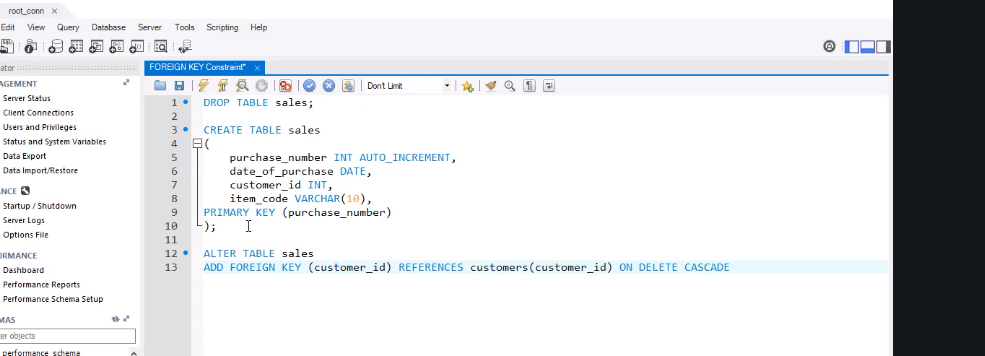 root_conn ×
Edit View Query Database Server Tools Scripting Help
ator
AGEMENT
Server Status
Client Connections
Users and Privileges
Status and System Variables
Data Export
Data Import/Restore
NCE
Startup / Shutdown
Server Logs
Options File
ORMANCE
Dashboard
Performance Reports
Performance Schema Setup
MAS
er objects
performance_schema
FOREIGN KEY Constraint* ×
Don't Limit
1 DROP TABLE sales;
2
3 CREATE TABLE sales
4 (
5 purchase_number INT AUTO_INCREMENT,
6 date_of_purchase DATE,
7 customer_id INT,
8 item_code VARCHAR(10),
9 PRIMARY KEY (purchase_number)
10 );
11
12 ALTER TABLE sales
13 ADD FOREIGN KEY (customer_id) REFERENCES customers(customer_id) ON DELETE CASCADE